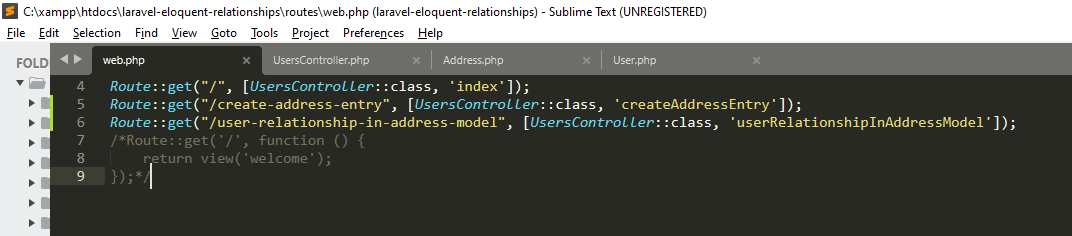 C:\xampp\htdocs\laravel-eloquent-relationships\routes\web.php (laravel-eloquent-relationships) - Sublime Text (UNREGISTERED)
File Edit Selection Find View Goto Tools Project Preferences Help
FOLD
web.php × UsersController.php × Address.php × User.php ×
4 Route::get("/", [UsersController::class, 'index']);
5 Route::get("/create-address-entry", [UsersController::class, 'createAddressEntry']);
6 Route::get("/user-relationship-in-address-model", [UsersController::class, 'userRelationshipInAddressModel']);
7 /*Route::get('/', function () {
8     return view('welcome');
9 });*/